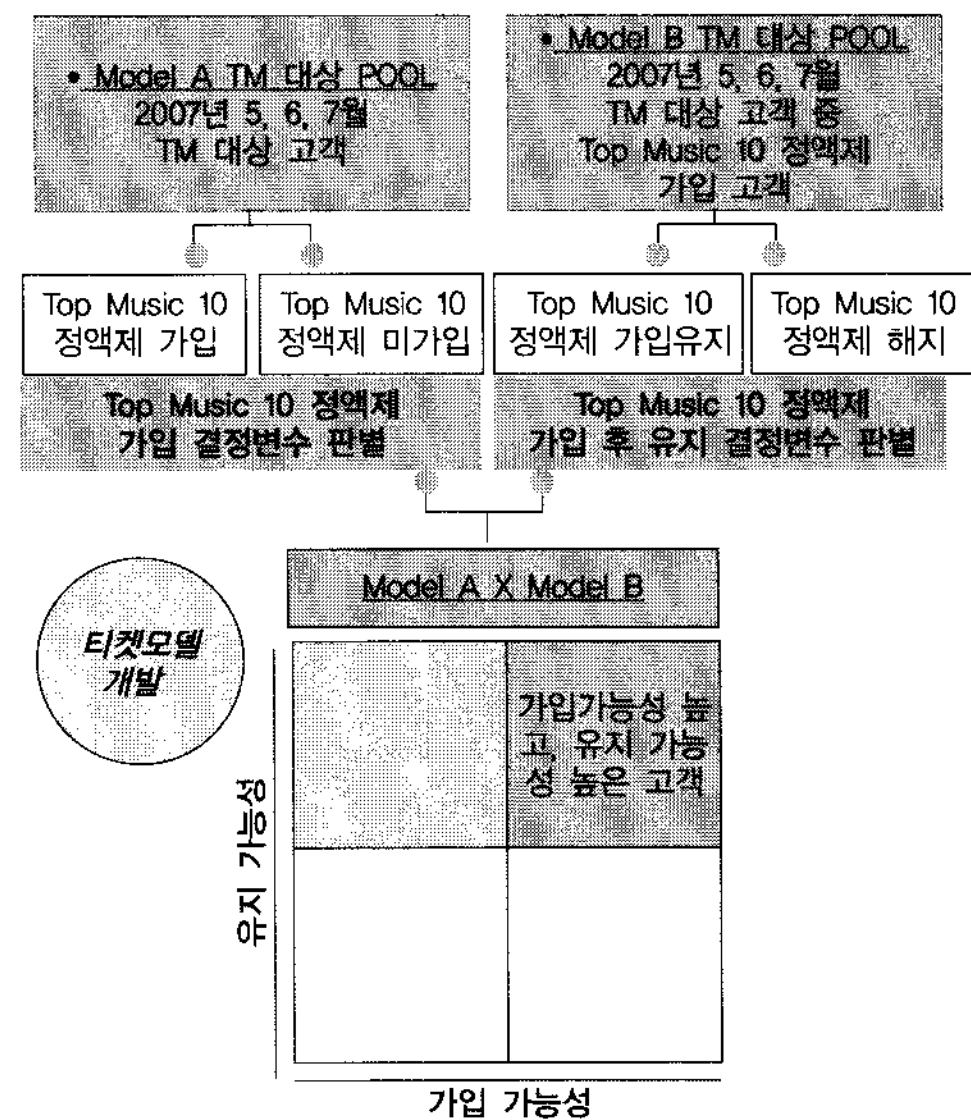 • Model A TM 대상 POOL
2007년 5, 6, 7월
TM 대상 고객
• Model B TM 대상 POOL
2007년 5, 6, 7월
TM 대상 고객 중
Top Music 10 정액제
가입 고객
Top Music 10
정액제 가입
Top Music 10
정액제 미가입
Top Music 10
정액제 가입유지
Top Music 10
정액제 해지
Top Music 10 정액제
가입 결정변수 판별
Top Music 10 정액제
가입 후 유지 결정변수 판별
Model A X Model B
티켓모델
개발
가입가능성 높
고, 유지 가능
성 높은 고객
유지 가능성
가입 가능성